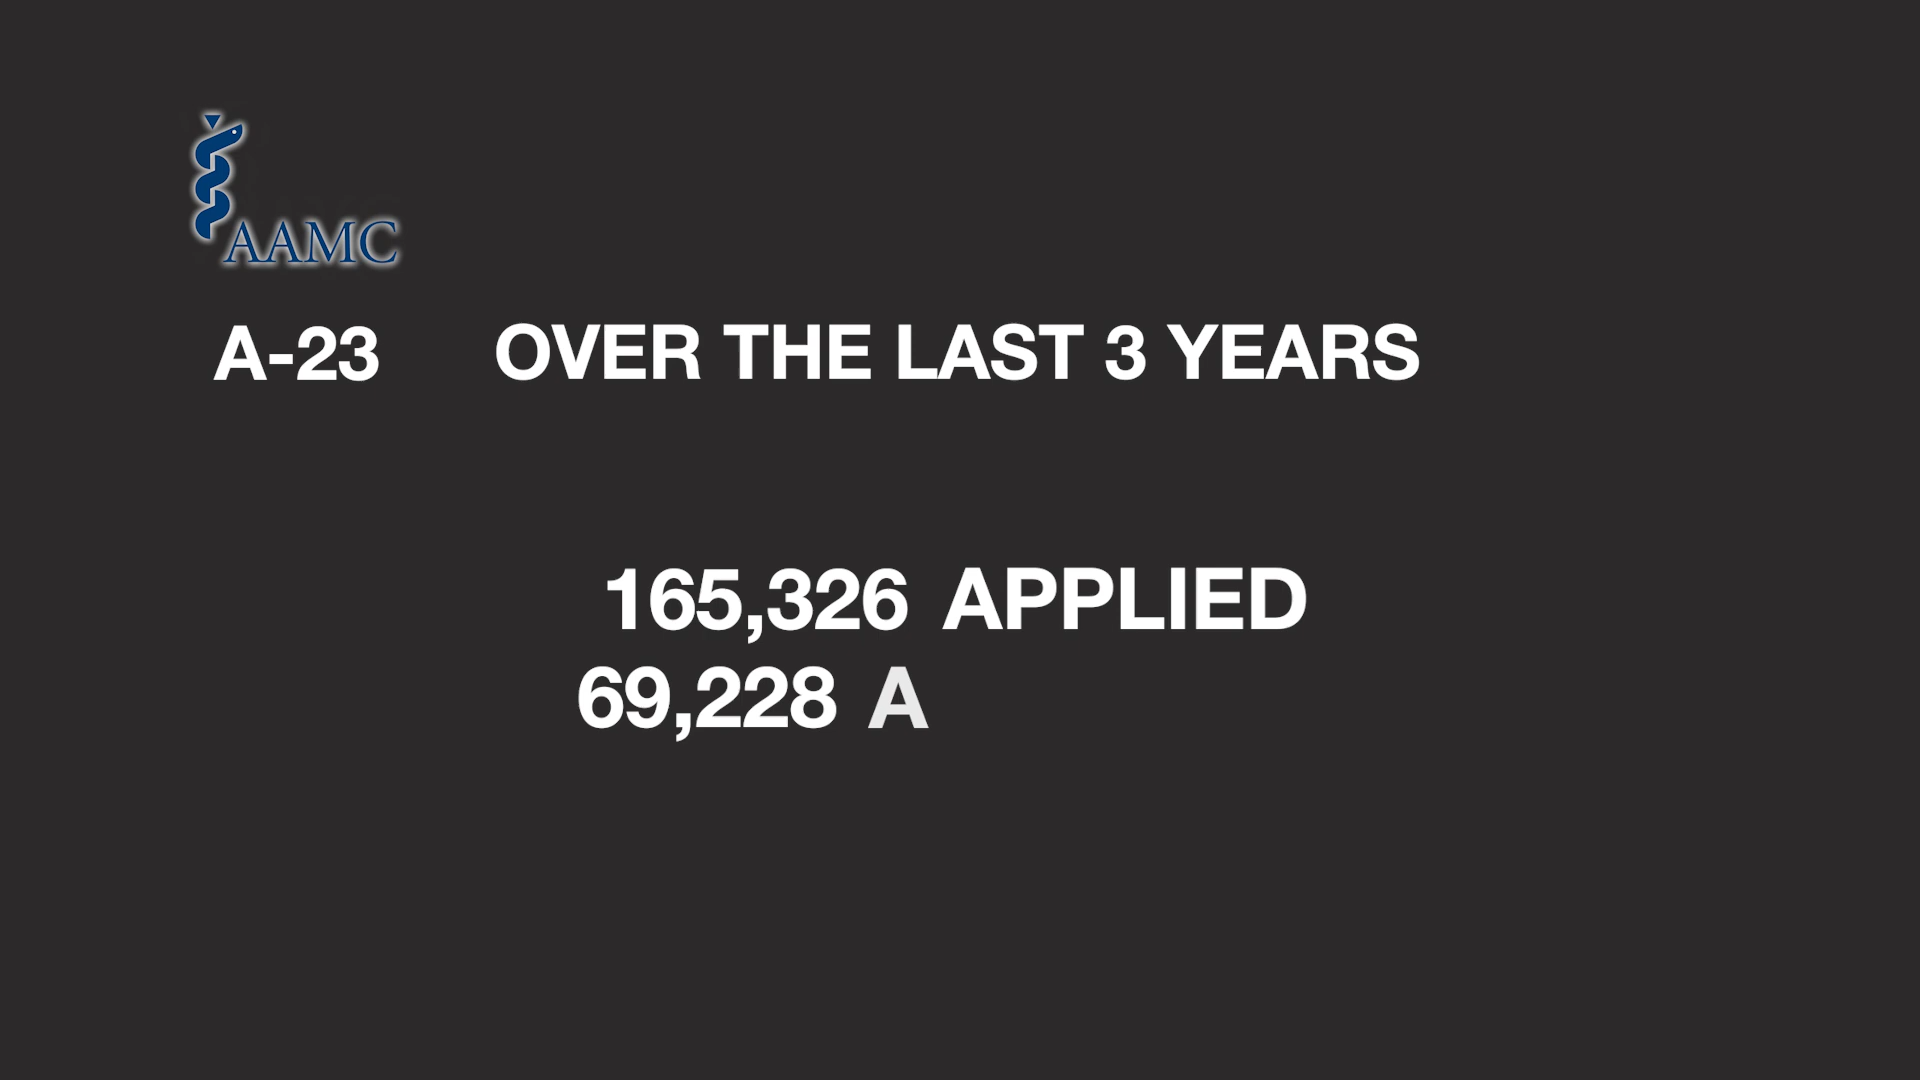 AAMC
A-23 OVER THE LAST 3 YEARS
165,326 APPLIED
69,228 A